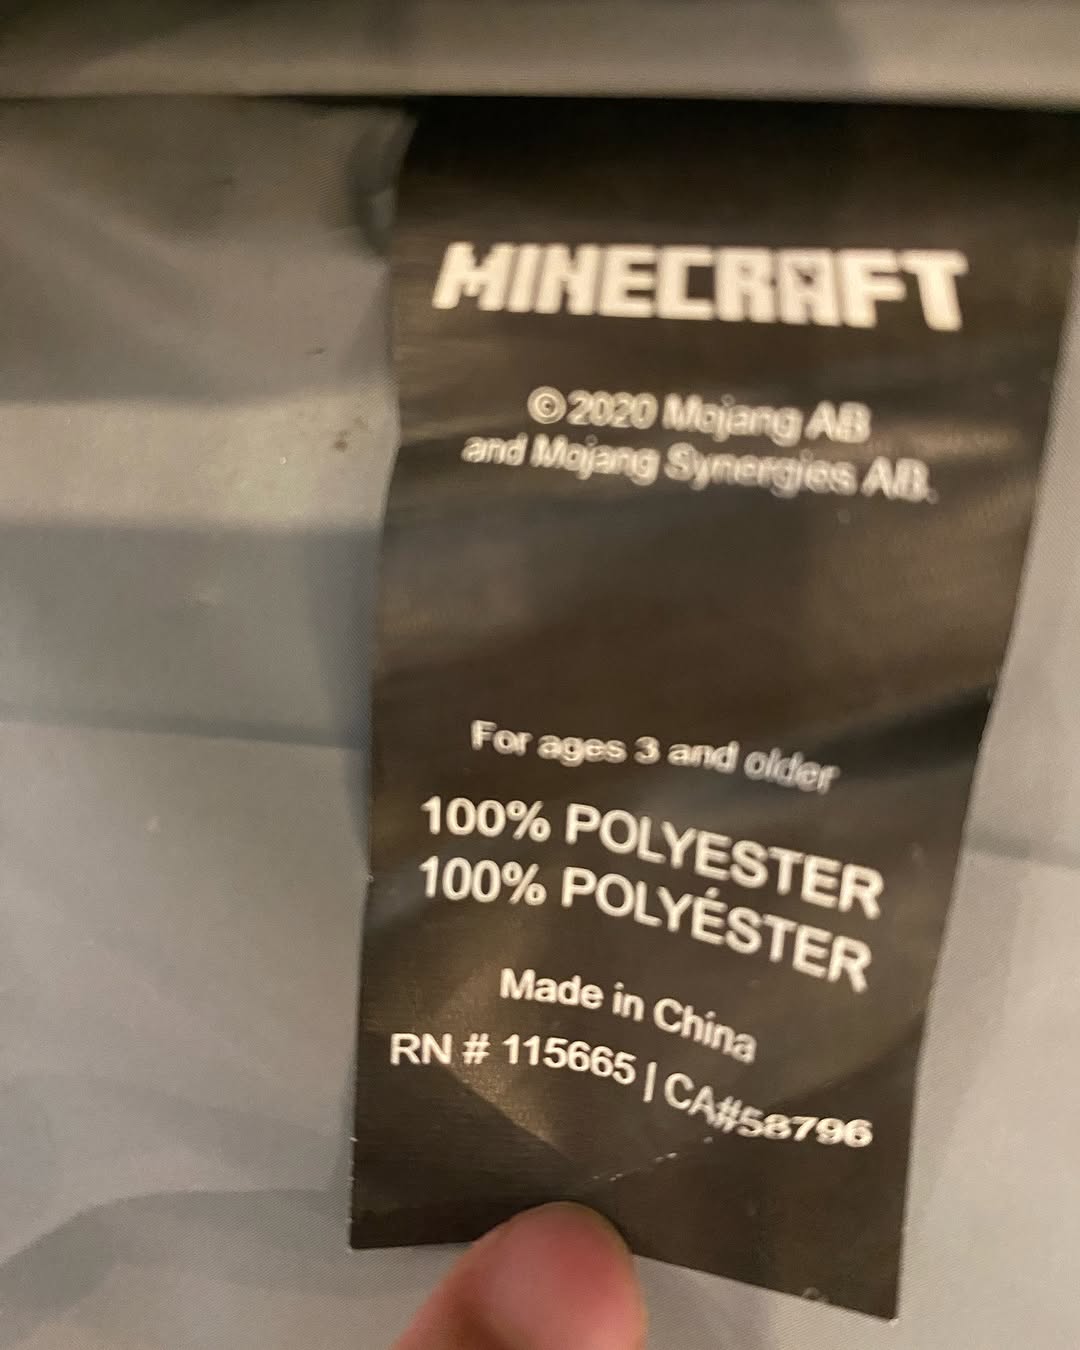 MINECRAFT
© 2020 Mojang AB
and Mojang Synergies AB.
For ages 3 and older
100% POLYESTER
100% POLYÉSTER
Made in China
RN # 115665 | CA#58796